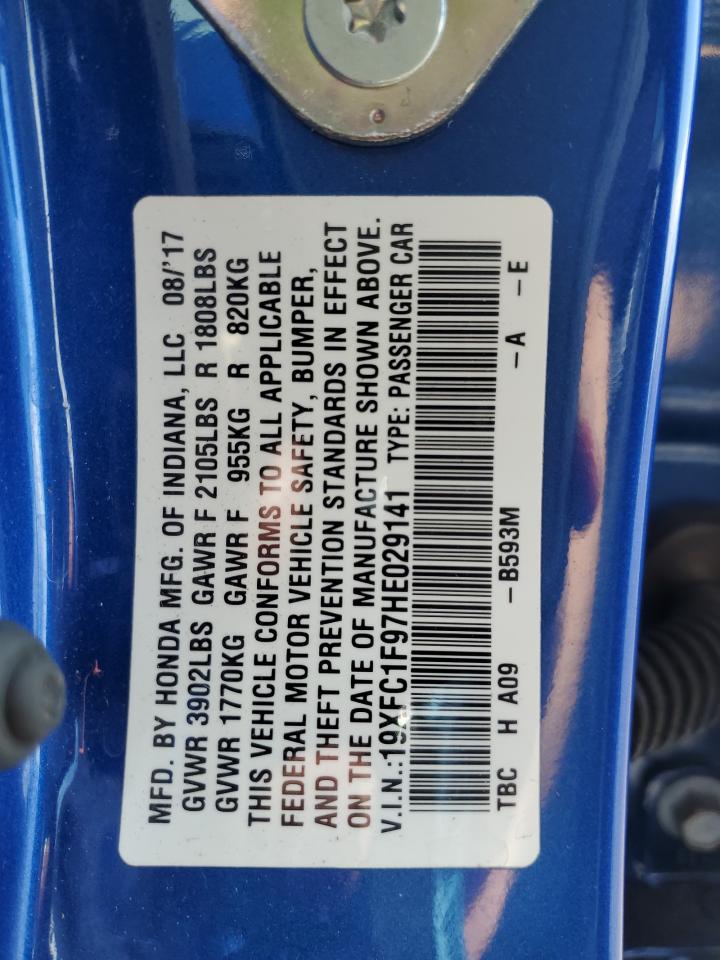 MFD. BY HONDA MFG. OF INDIANA, LLC 08/'17
GVWR 3902LBS GAWR F 2105LBS R 1808LBS
GVWR 1770KG GAWR F 955KG R 820KG
THIS VEHICLE CONFORMS TO ALL APPLICABLE
FEDERAL MOTOR VEHICLE SAFETY, BUMPER,
AND THEFT PREVENTION STANDARDS IN EFFECT
ON THE DATE OF MANUFACTURE SHOWN ABOVE.
V.I.N.:19XFC1F97HE029141 TYPE: PASSENGER CAR
TBC H A09 -B593M -A -E